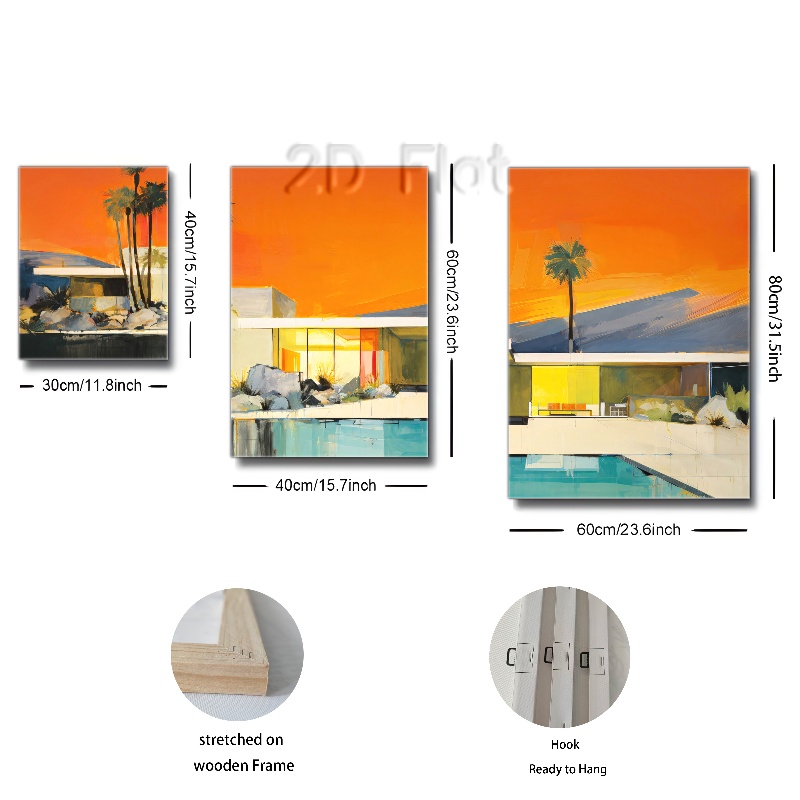 2D Flat
40cm/15.7inch
60cm/23.6inch
80cm/31.5inch
30cm/11.8inch
40cm/15.7inch
60cm/23.6inch
stretched on
wooden Frame
Hook
Ready to Hang